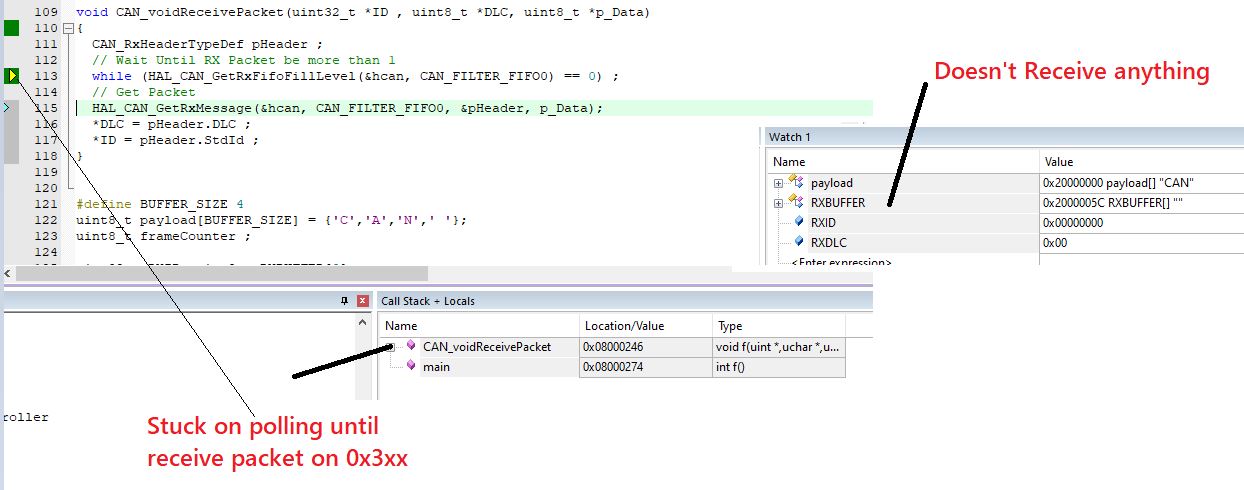 109 void CAN_voidReceivePacket(uint32_t *ID , uint8_t *DLC, uint8_t *p_Data)
110 {
111 CAN_RxHeaderTypeDef pHeader ;
112 // Wait Until RX Packet be more than 1
113 while (HAL_CAN_GetRxFifoFillLevel(&hcan, CAN_FILTER_FIFO0) == 0) ;
114 // Get Packet
115 HAL_CAN_GetRxMessage(&hcan, CAN_FILTER_FIFO0, &pHeader, p_Data);
116 *DLC = pHeader.DLC ;
117 *ID = pHeader.StdId ;
118 }
119
120
121 #define BUFFER_SIZE 4
122 uint8_t payload[BUFFER_SIZE] = {'C','A','N',' '};
123 uint8_t frameCounter ;
124
Doesn't Receive anything
Watch 1
Name Value
payload 0x20000000 payload[] "CAN"
RXBUFFER 0x2000005C RXBUFFER[] ""
RXID 0x00000000
RXDLC 0x00
<Enter expression>
Call Stack + Locals
Name Location/Value Type
CAN_voidReceivePacket 0x08000246 void f(uint *,uchar *,u...
main 0x08000274 int f()
roller
Stuck on polling until
receive packet on 0x3xx